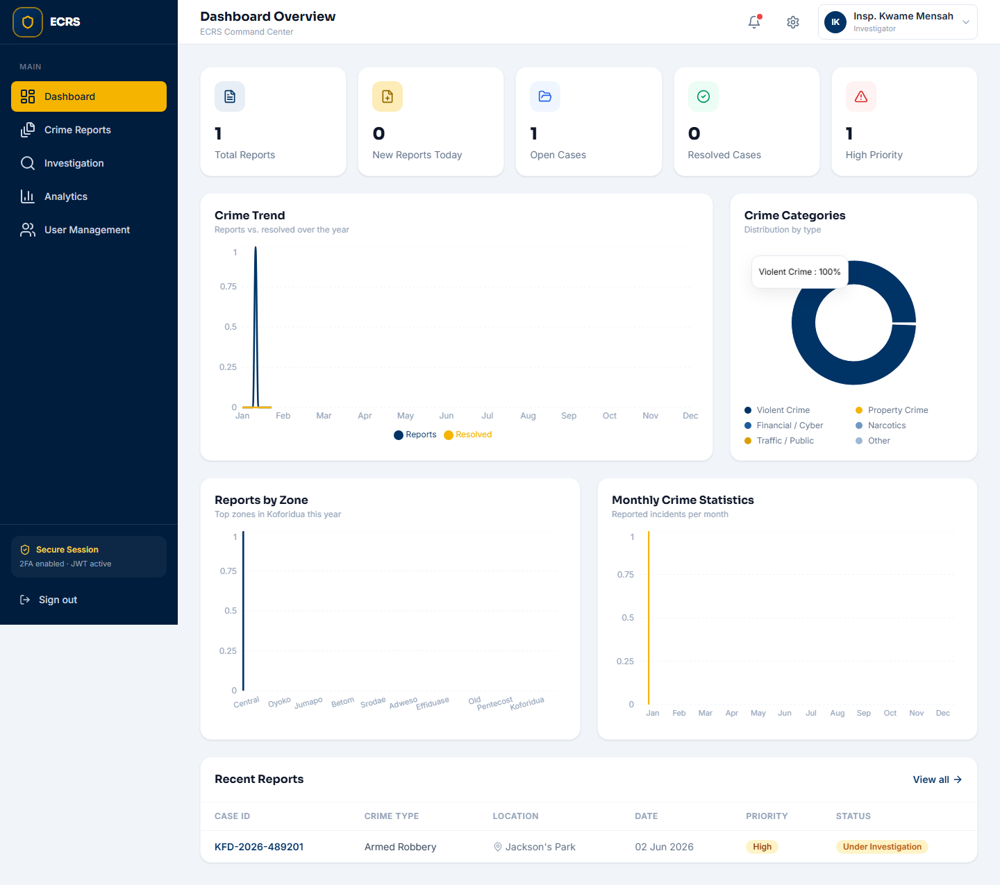 ECRS
MAIN
Dashboard
Crime Reports
Investigation
Analytics
User Management
Secure Session
2FA enabled · JWT active
Sign out
Dashboard Overview
ECRS Command Center
IK
Insp. Kwame Mensah
Investigator
1
Total Reports
0
New Reports Today
1
Open Cases
0
Resolved Cases
1
High Priority
Crime Trend
Reports vs. resolved over the year
1
0.75
0.5
0.25
0
Jan Feb Mar Apr May Jun Jul Aug Sep Oct Nov Dec
Reports Resolved
Crime Categories
Distribution by type
Violent Crime : 100%
Violent Crime Property Crime
Financial / Cyber Narcotics
Traffic / Public Other
Reports by Zone
Top zones in Koforidua this year
1
0.75
0.5
0.25
0
Central Oyoko Jumapo Betom Srodae Adweso Effiduase Old Pentecost Koforidua
Monthly Crime Statistics
Reported incidents per month
1
0.75
0.5
0.25
0
Jan Feb Mar Apr May Jun Jul Aug Sep Oct Nov Dec
Recent Reports
View all →
CASE ID CRIME TYPE LOCATION DATE PRIORITY STATUS
KFD-2026-489201 Armed Robbery Jackson's Park 02 Jun 2026 High Under Investigation